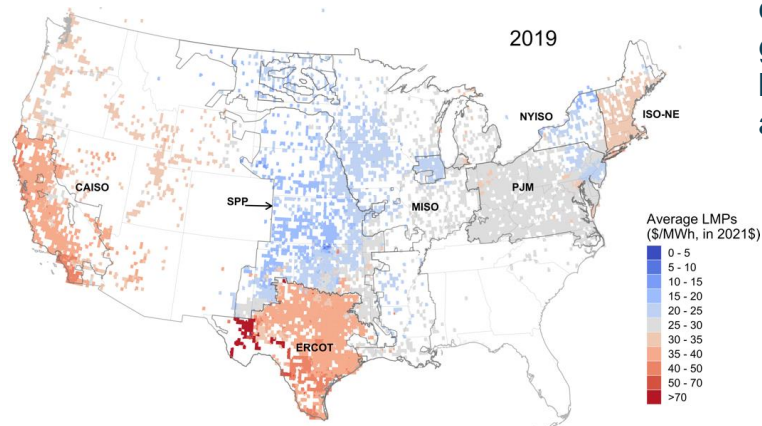 2019
NYISO
ISO-NE
CAISO
SPP
MISO
PJM
ERCOT
Average LMPs
($/MWh, in 2021$)
0 - 5
5 - 10
10 - 15
15 - 20
20 - 25
25 - 30
30 - 35
35 - 40
40 - 50
50 - 70
>70